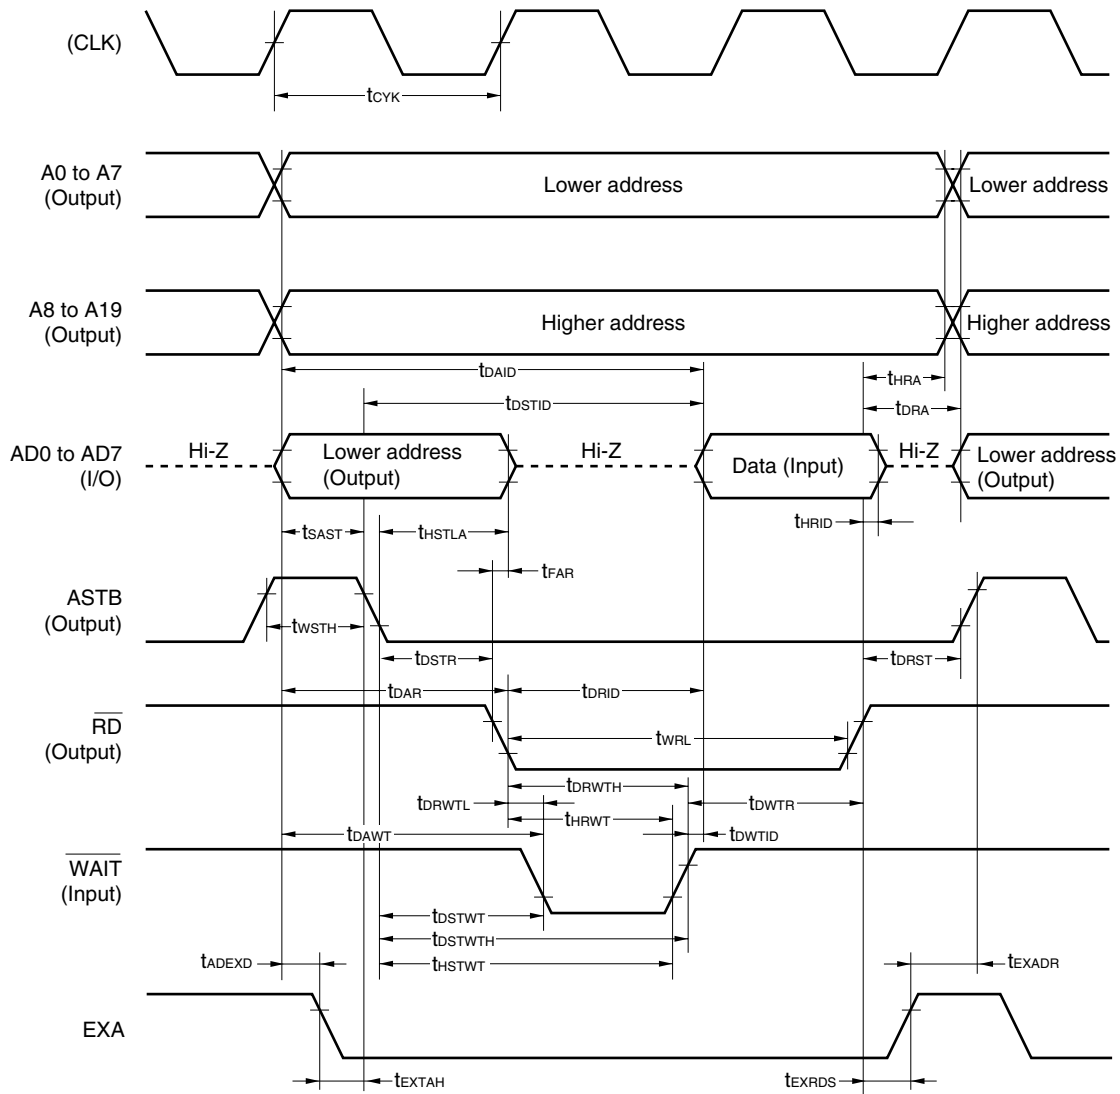 (CLK)
tCYK
A0 to A7
(Output)
Lower address
Lower address
A8 to A19
(Output)
Higher address
Higher address
tDAID
tHRA
tDSTID
tDRA
AD0 to AD7
(I/O)
Hi-Z
Lower address
(Output)
Hi-Z
Data (Input)
Hi-Z
Lower address
(Output)
tSAST
tHSTLA
tHRID
tFAR
ASTB
(Output)
tWSTH
tDSTR
tDRST
tDAR
tDRID
RD
(Output)
tWRL
tDRWTH
tDRWTL
tDWTR
tHRWT
tDAWT
tDWTID
WAIT
(Input)
tDSTWT
tDSTWTH
tADEXD
tHSTWT
tEXADR
EXA
tEXTAH
tEXRDS